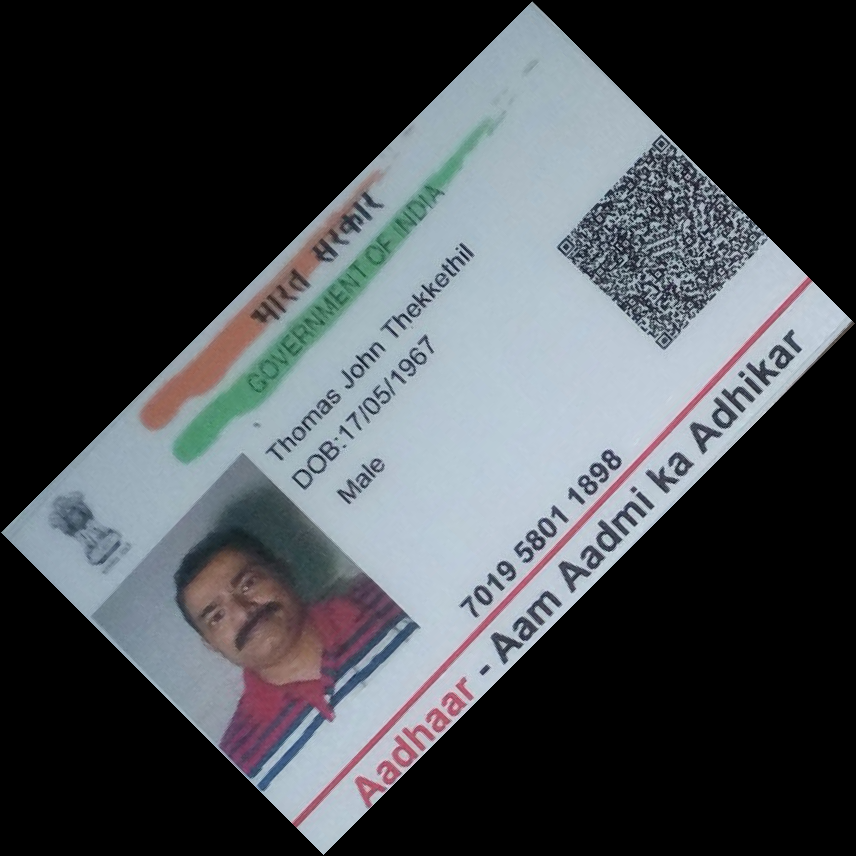 भारत सरकार
GOVERNMENT OF INDIA
Thomas John Thekkethil
DOB:17/05/1967
Male
7019 5801 1898
Aadhaar - Aam Aadmi ka Adhikar